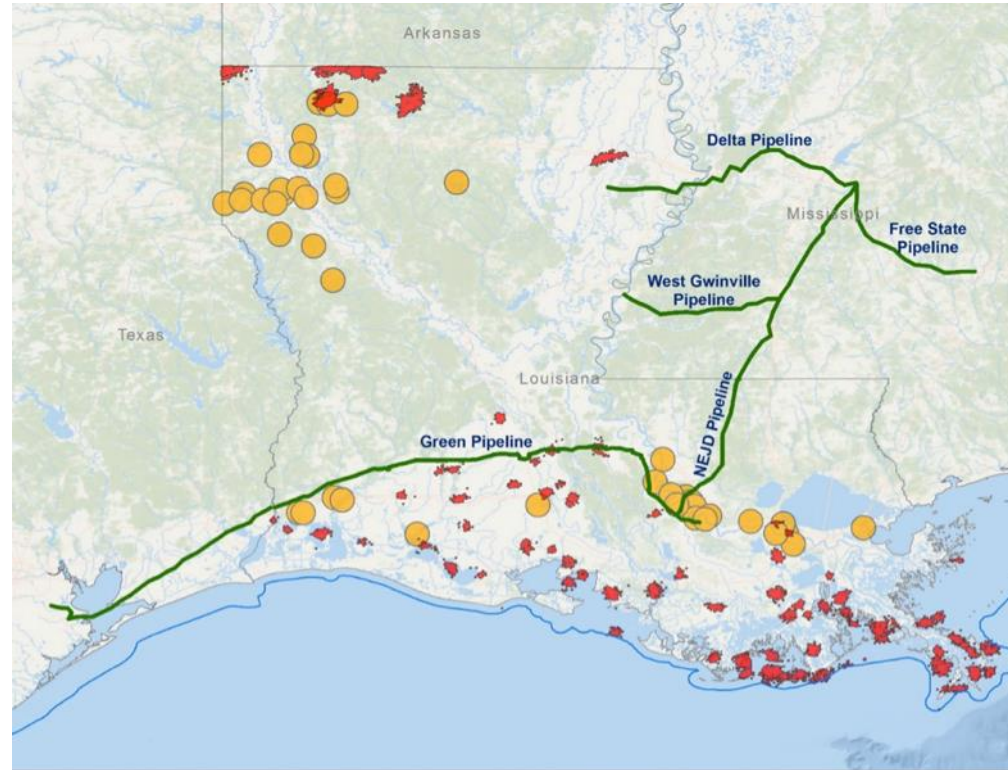 Arkansas
Delta Pipeline
Mississippi
Free State
Pipeline
West Gwinville
Pipeline
Texas
Louisiana
NEJD Pipeline
Green Pipeline